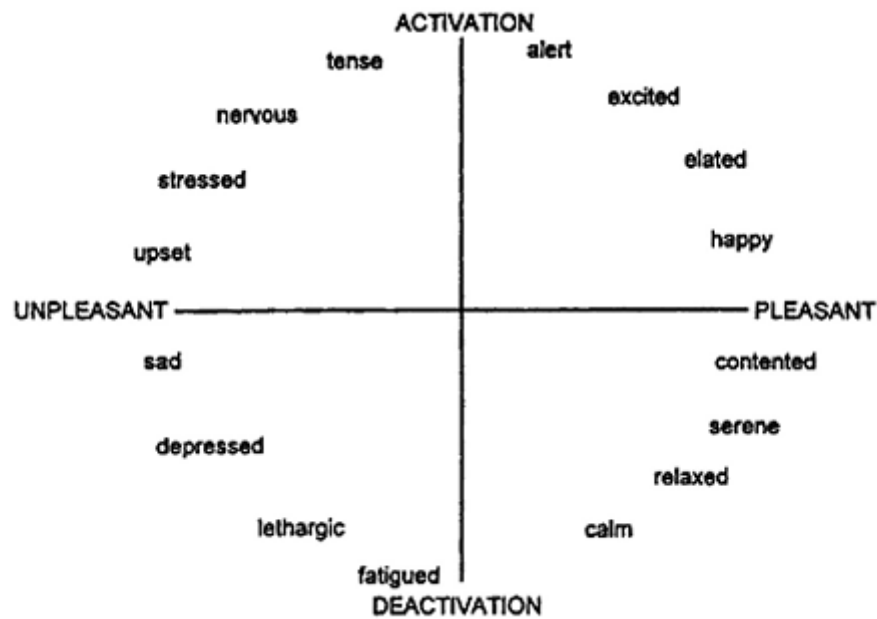 ACTIVATION
tense
alert
excited
nervous
elated
stressed
happy
upset
UNPLEASANT
PLEASANT
sad
contented
serene
depressed
relaxed
lethargic
calm
fatigued
DEACTIVATION